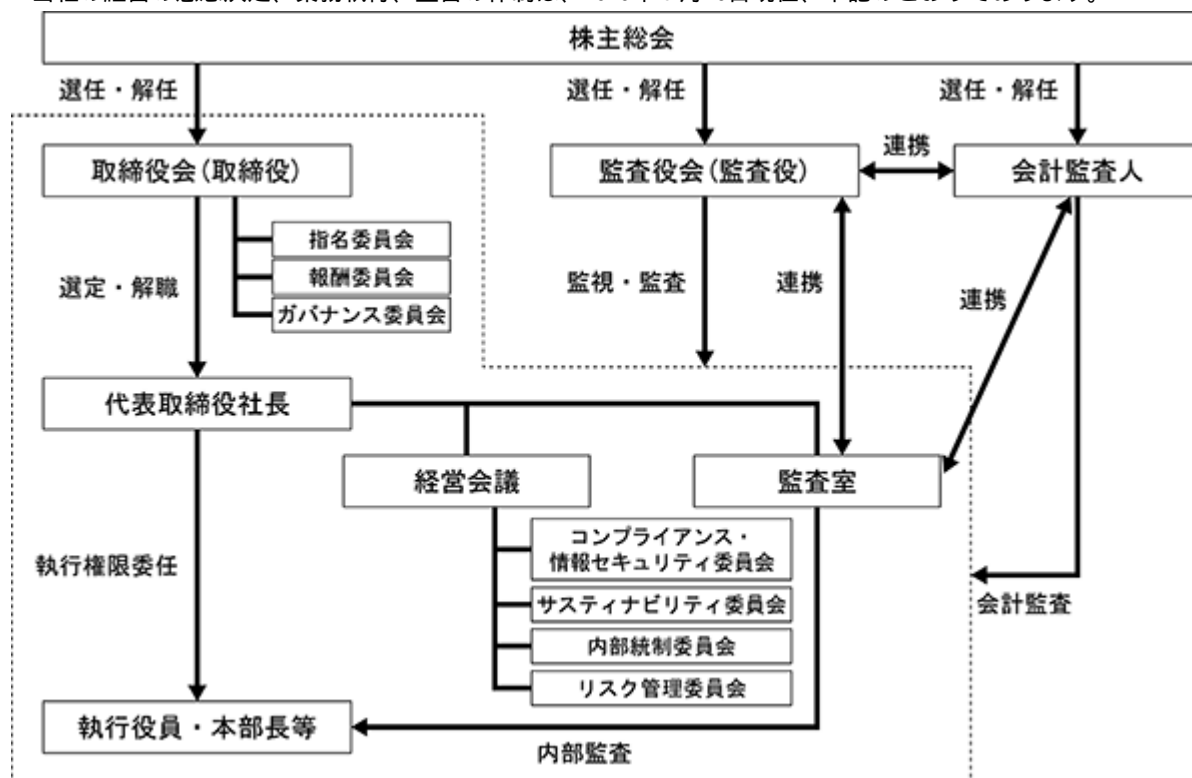 株主総会
選任・解任
選任・解任
選任・解任
取締役会(取締役)
監査役会(監査役)
連携
会計監査人
指名委員会
報酬委員会
ガバナンス委員会
選定・解職
監視・監査
連携
連携
代表取締役社長
経営会議
監査室
コンプライアンス・
情報セキュリティ委員会
サスティナビリティ委員会
内部統制委員会
リスク管理委員会
執行権限委任
会計監査
執行役員・本部長等
内部監査